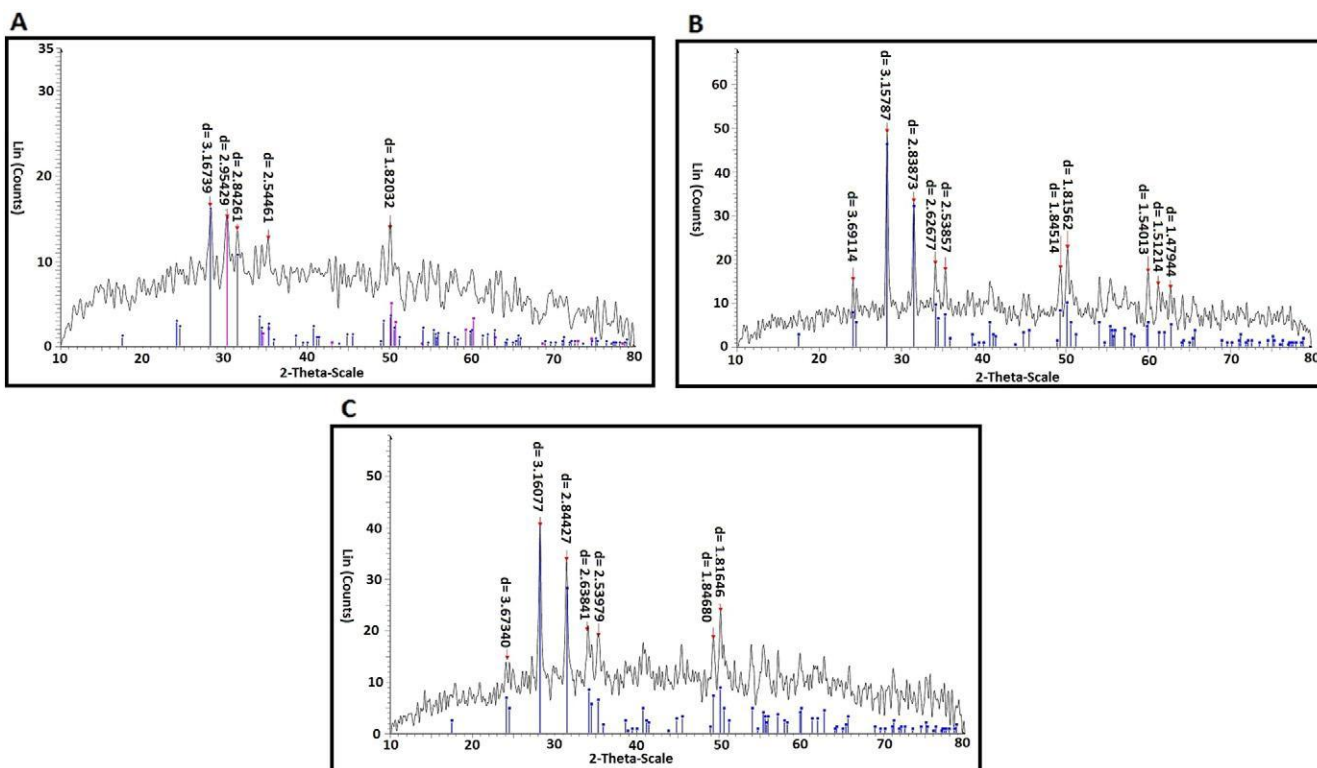 A
Lin (Counts)
35
30
20
10
0
d= 3.16739
d= 2.95429
d= 2.84261
d= 2.54461
d= 1.82032
10 20 30 40 50 60 70 80
2-Theta-Scale
B
Lin (Counts)
60
50
40
30
20
10
0
d= 3.69114
d= 3.15787
d= 2.83873
d= 2.62677
d= 2.53857
d= 1.84514
d= 1.81562
d= 1.54013
d= 1.51214
d= 1.47944
10 20 30 40 50 60 70 80
2-Theta-Scale
C
Lin (Counts)
50
40
30
20
10
0
d= 3.67340
d= 3.16077
d= 2.84427
d= 2.63841
d= 2.53979
d= 1.84680
d= 1.81646
10 20 30 40 50 60 70 80
2-Theta-Scale